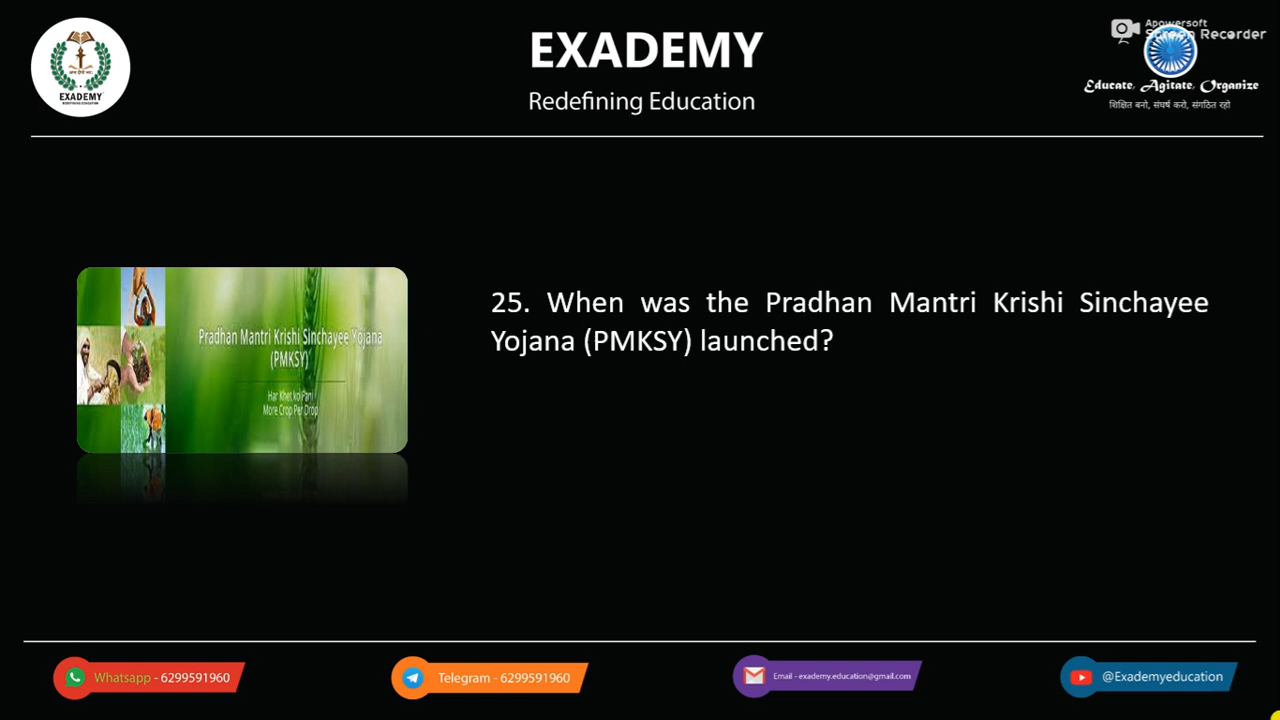 EXADEMY
Redefining Education
EXADEMY
REDEFINING EDUCATION
Apowersoft
Screen Recorder
Educate, Agitate, Organize
शिक्षित बनो, संघर्ष करो, संगठित रहो
Pradhan Mantri Krishi Sinchayee Yojana
(PMKSY)
Har Khet ko Pani
More Crop Per Drop
25. When was the Pradhan Mantri Krishi Sinchayee
Yojana (PMKSY) launched?
Whatsapp - 6299591960
Telegram - 6299591960
Email - exademy.education@gmail.com
@Exademyeducation